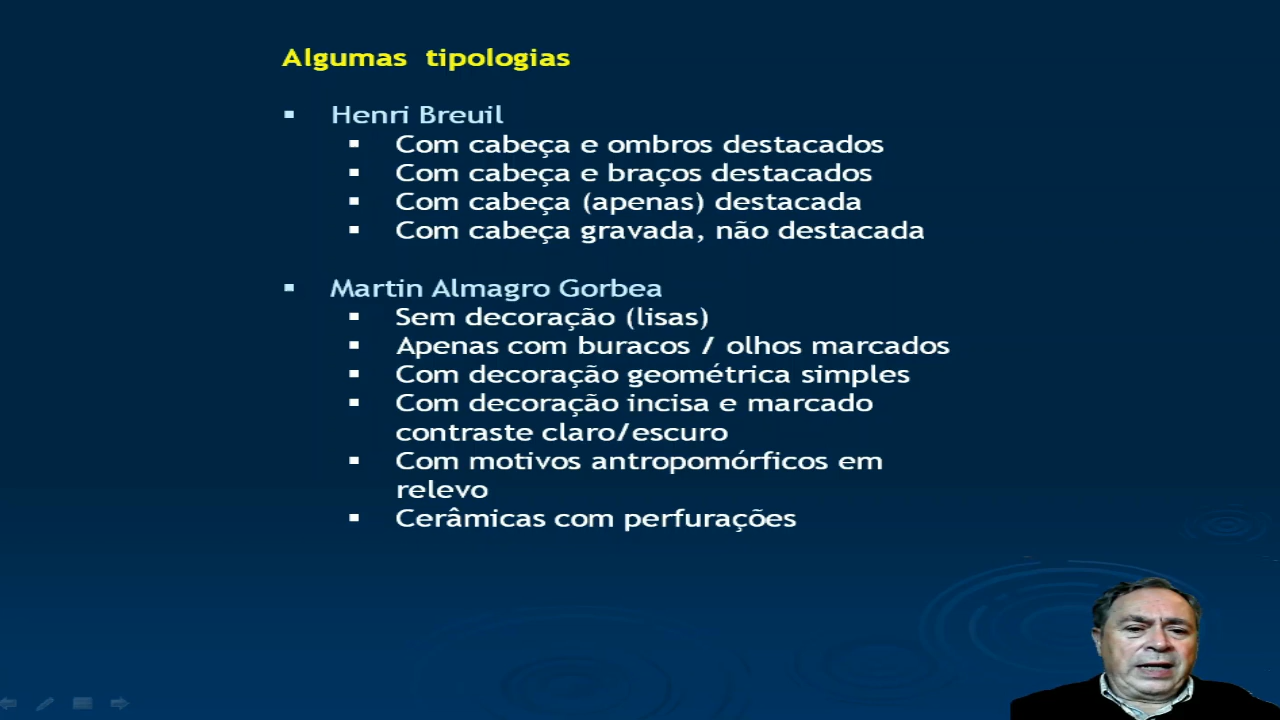 Algumas tipologias
Henri Breuil
Com cabeça e ombros destacados
Com cabeça e braços destacados
Com cabeça (apenas) destacada
Com cabeça gravada, não destacada
Martin Almagro Gorbea
Sem decoração (lisas)
Apenas com buracos / olhos marcados
Com decoração geométrica simples
Com decoração incisa e marcado
contraste claro/escuro
Com motivos antropomórficos em
relevo
Cerâmicas com perfurações